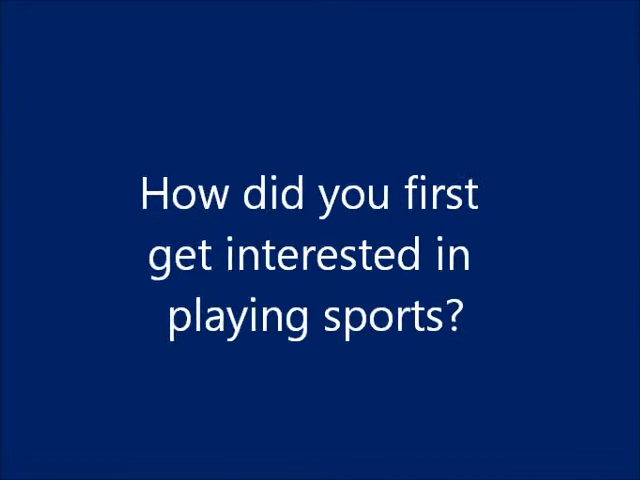 How did you first
get interested in
playing sports?